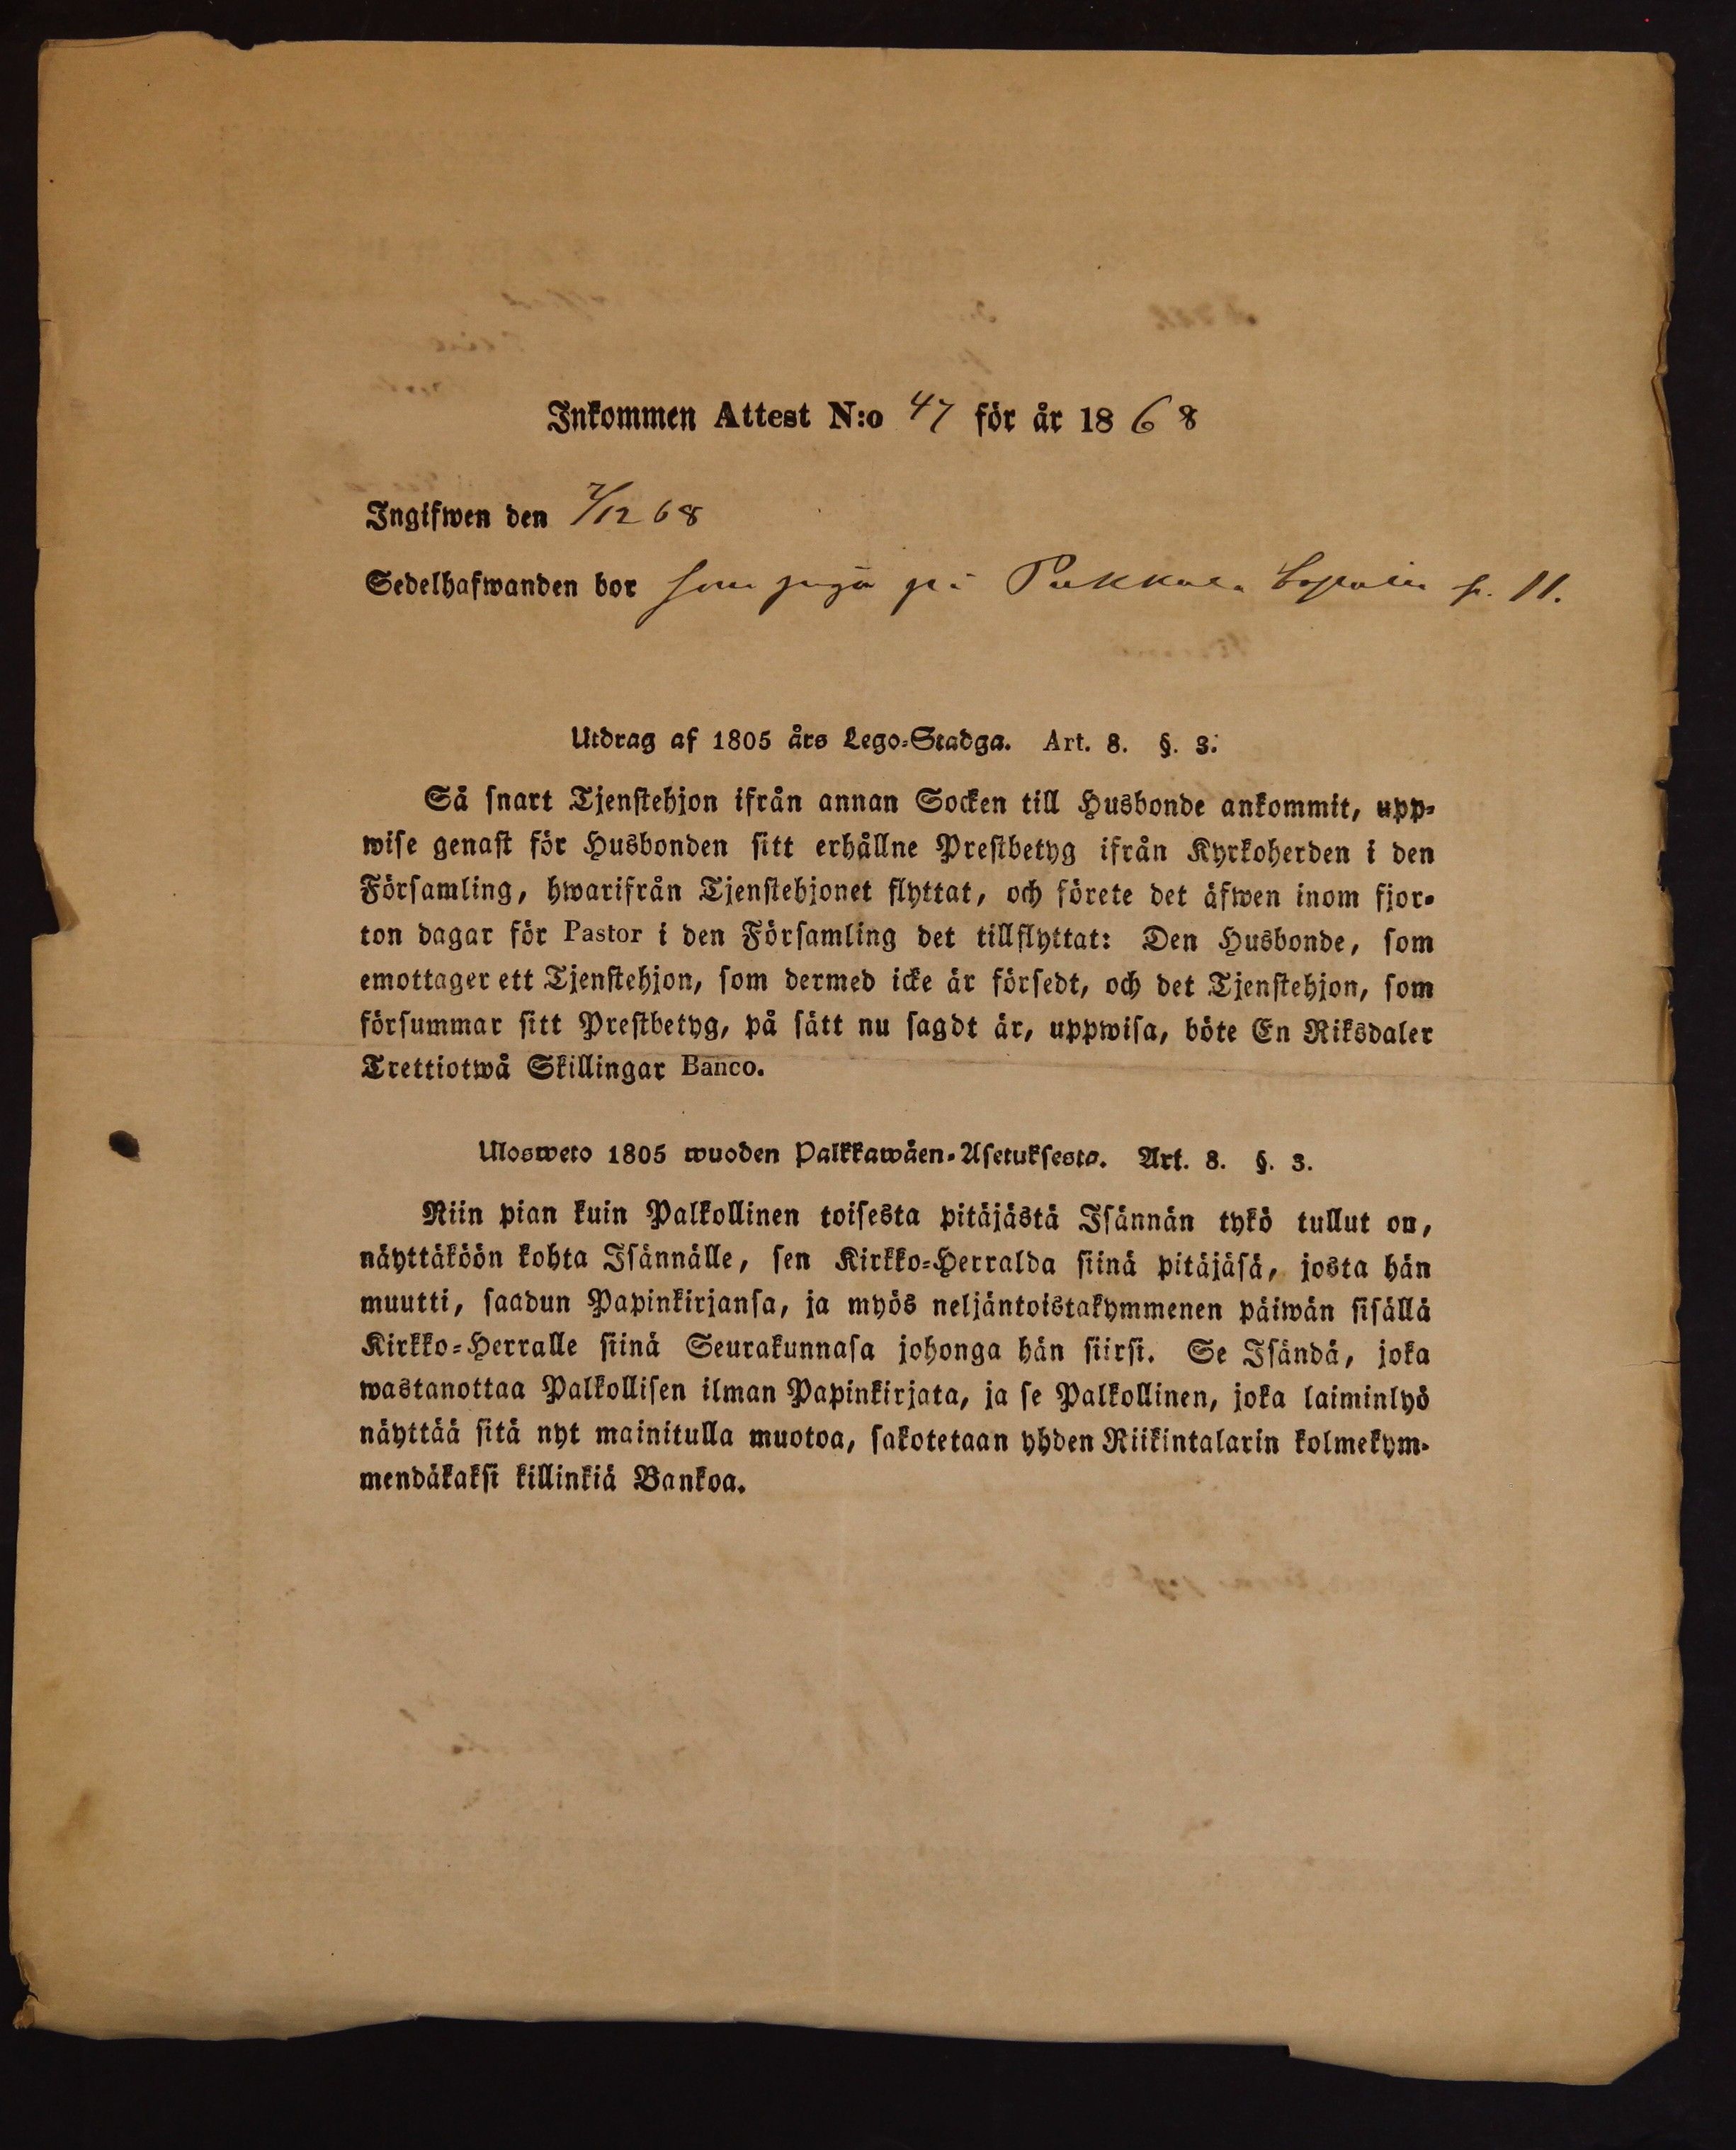 Inkommen Attest N:o 47 för år 1868
Ingifwen den 7/12 68
Sedelhafwanden bor som piga på Pukkala p. 11.
Utdrag af 1805 års Lego-Stadga. Art. 8. §. 3.
Så snart Tjenstehjon ifrån annan Socken till Husbonde ankommit, upp-
wise genast för Husbonden sitt erhållne Prestbetyg ifrån Kyrkoherden i den
Församling, hwarifrån Tjenstehjonet flyttat, och förete det äfwen inom fjor-
ton dagar för Pastor i den Församling det tillflyttat: Den Husbonde, som
emottager ett Tjenstehjon, som dermed icke är försedt, och det Tjenstehjon, som
försummar sitt Prestbetyg, på sätt nu sagdt är, uppwisa, böte En Riksdaler
Trettiotwå Skillingar Banco.
Ulosweto 1805 wuoden Palkkawäen-Asetuksesta. Art. 8. §. 3.
Niin pian kuin Palkollinen toisesta pitäjästä Isännän tykö tullut on,
näyttäköön kohta Isännälle, sen Kirkko-Herralda siinä pitäjäsä, josta hän
muutti, saadun Papinkirjansa, ja myös neljäntoistakymmenen päiwän sisällä
Kirkko-Herralle siinä Seurakunnasa johonga hän siirsi. Se Isändä, joka
wastanottaa Palkollisen ilman Papinkirjata, ja se Palkollinen, joka laiminlyö
näyttää sitä nyt mainitulla muotoa, sakotetaan yhden Riikintalarin kolmekym-
mendäkaksi killinkiä Bankoa.